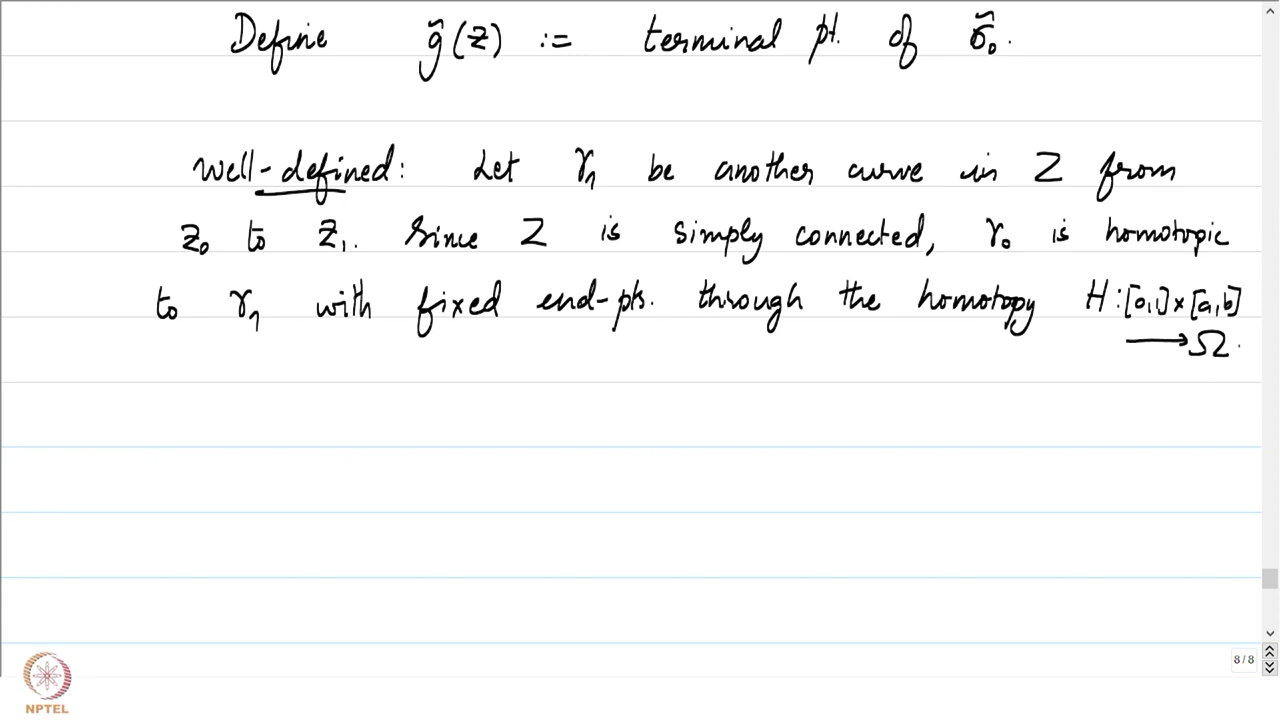 Define g̃(z) := terminal pt. of σ̃₀.
Well-defined: Let γ₁ be another curve in Z from
z₀ to z₁. Since Z is simply connected, γ₀ is homotopic
to γ₁ with fixed end-pts. through the homotopy H:[0,1]×[a,b]
⟶Ω.
8/8
NPTEL